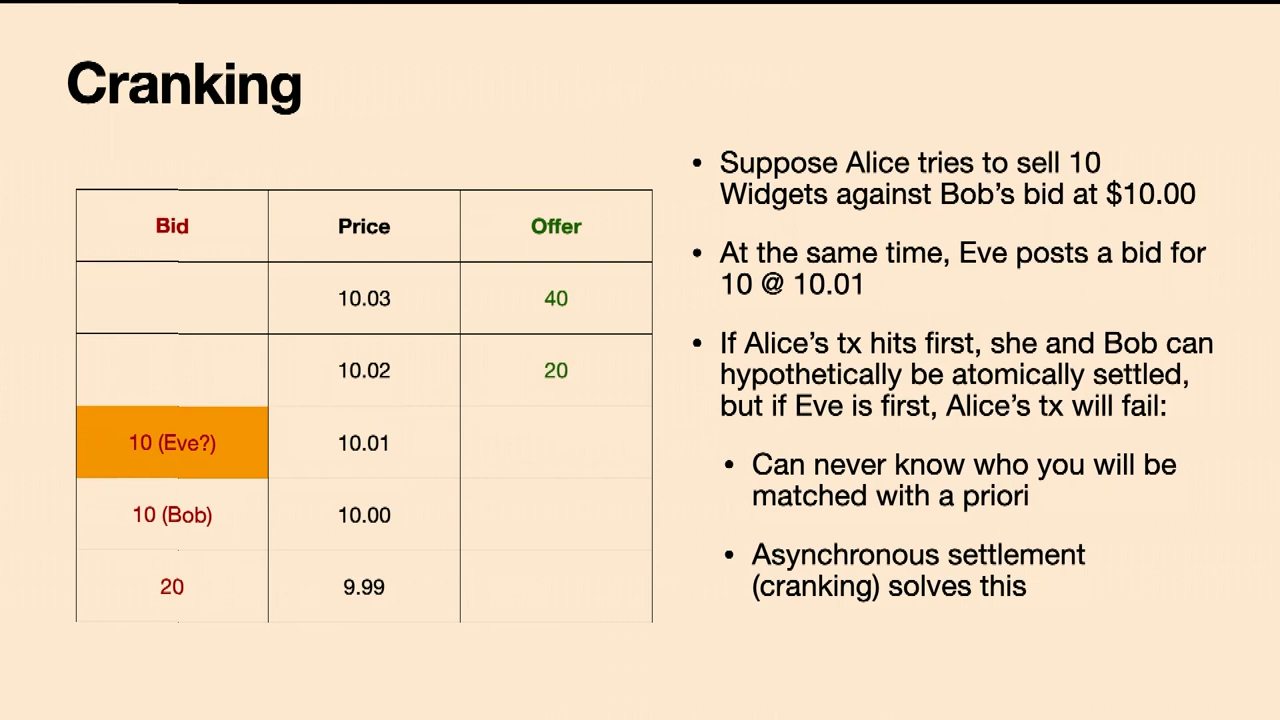 Cranking
Bid Price Offer
10.03 40
10.02 20
10 (Eve?) 10.01
10 (Bob) 10.00
20 9.99
• Suppose Alice tries to sell 10
Widgets against Bob’s bid at $10.00
• At the same time, Eve posts a bid for
10 @ 10.01
• If Alice’s tx hits first, she and Bob can
hypothetically be atomically settled,
but if Eve is first, Alice’s tx will fail:
• Can never know who you will be
matched with a priori
• Asynchronous settlement
(cranking) solves this